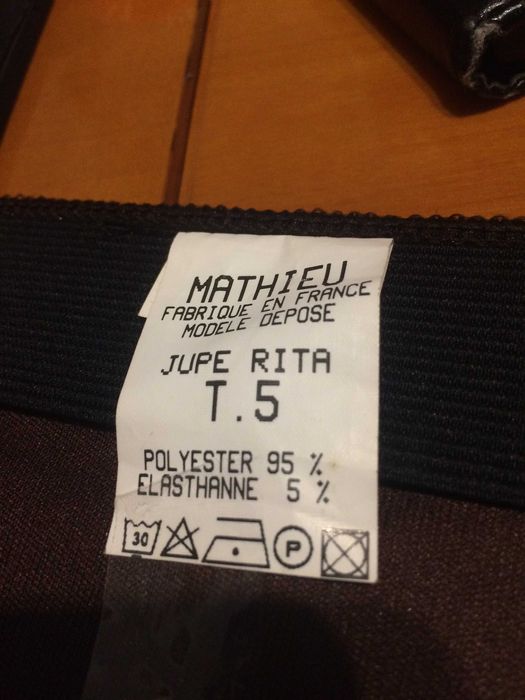 MATHIEU
FABRIQUE EN FRANCE
MODELE DEPOSE
JUPE RITA
T.5
POLYESTER 95 %
ELASTHANNE 5 %
30 P